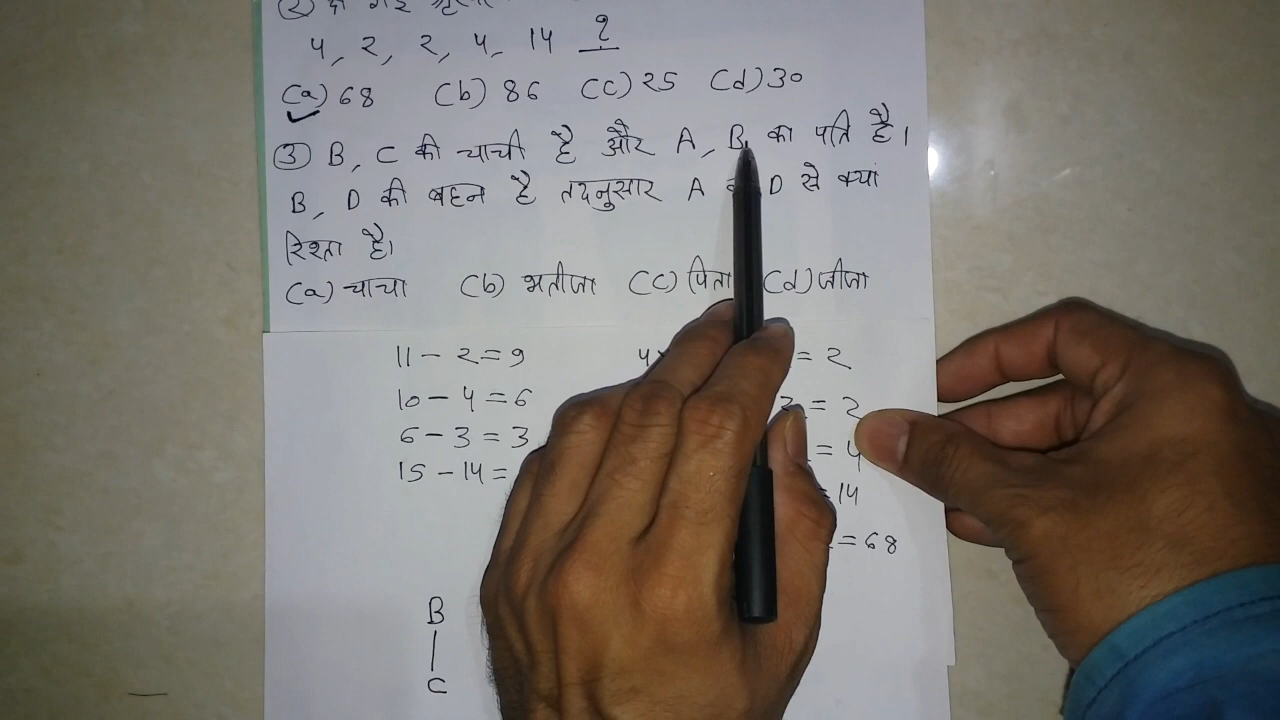 4, 2, 2, 4, 14 ?
(a) 68 (b) 86 (c) 25 (d) 30
③ B, C की चाची है और A, B का पति है।
B, D की बहन है तदनुसार A D से क्या
रिश्ता है।
(a) चाचा (b) भतीजा (c) पिता (d) जीजा
11 - 2 = 9 = 2
10 - 4 = 6 = 2
6 - 3 = 3 = 4
15 - 14 = = 14
= 68
B
C